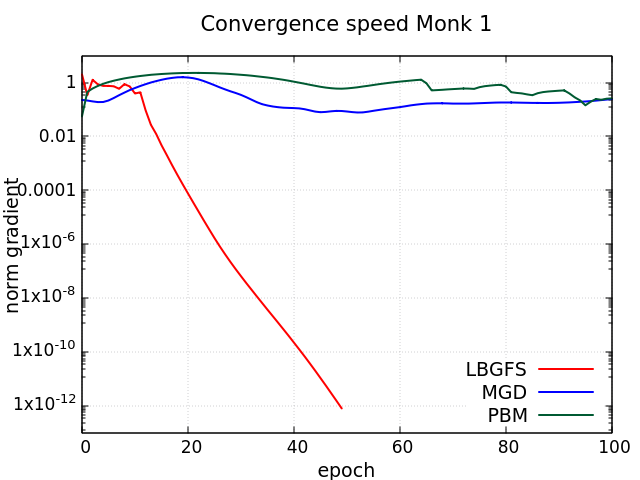 Convergence speed Monk 1
norm gradient
1
0.01
0.0001
1x10-6
1x10-8
1x10-10
1x10-12
LBGFS
MGD
PBM
0 20 40 60 80 100
epoch